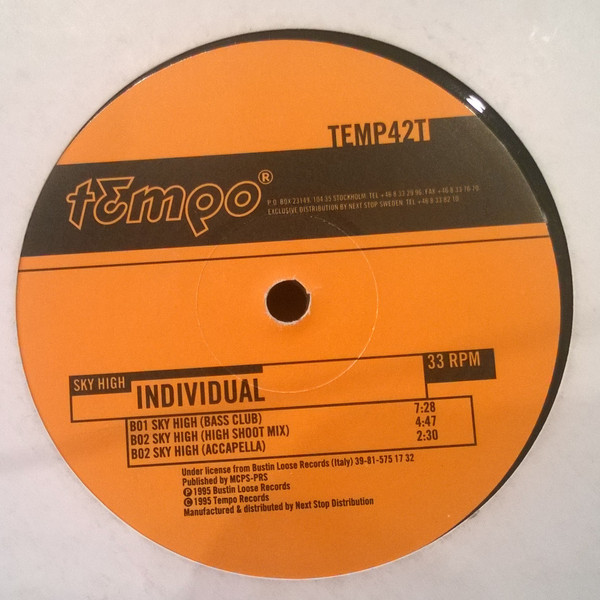 TEMP42T
tempo®
P.O. BOX 23149, 104 35 STOCKHOLM TEL +46 8 33 29 96, FAX +46 8 33 76 70
EXCLUSIVE DISTRIBUTION BY NEXT STOP SWEDEN TEL +46 8 33 82 10
33 RPM
SKY HIGH
INDIVIDUAL
B01 SKY HIGH (BASS CLUB) 7:28
B02 SKY HIGH (HIGH SHOOT MIX) 4:47
B02 SKY HIGH (ACCAPELLA) 2:30
Under license from Bustin Loose Records (Italy) 39-81-575 17 32
Published by MCPS-PRS
Ⓟ 1995 Bustin Loose Records
© 1995 Tempo Records
Manufactured & distributed by Next Stop Distribution